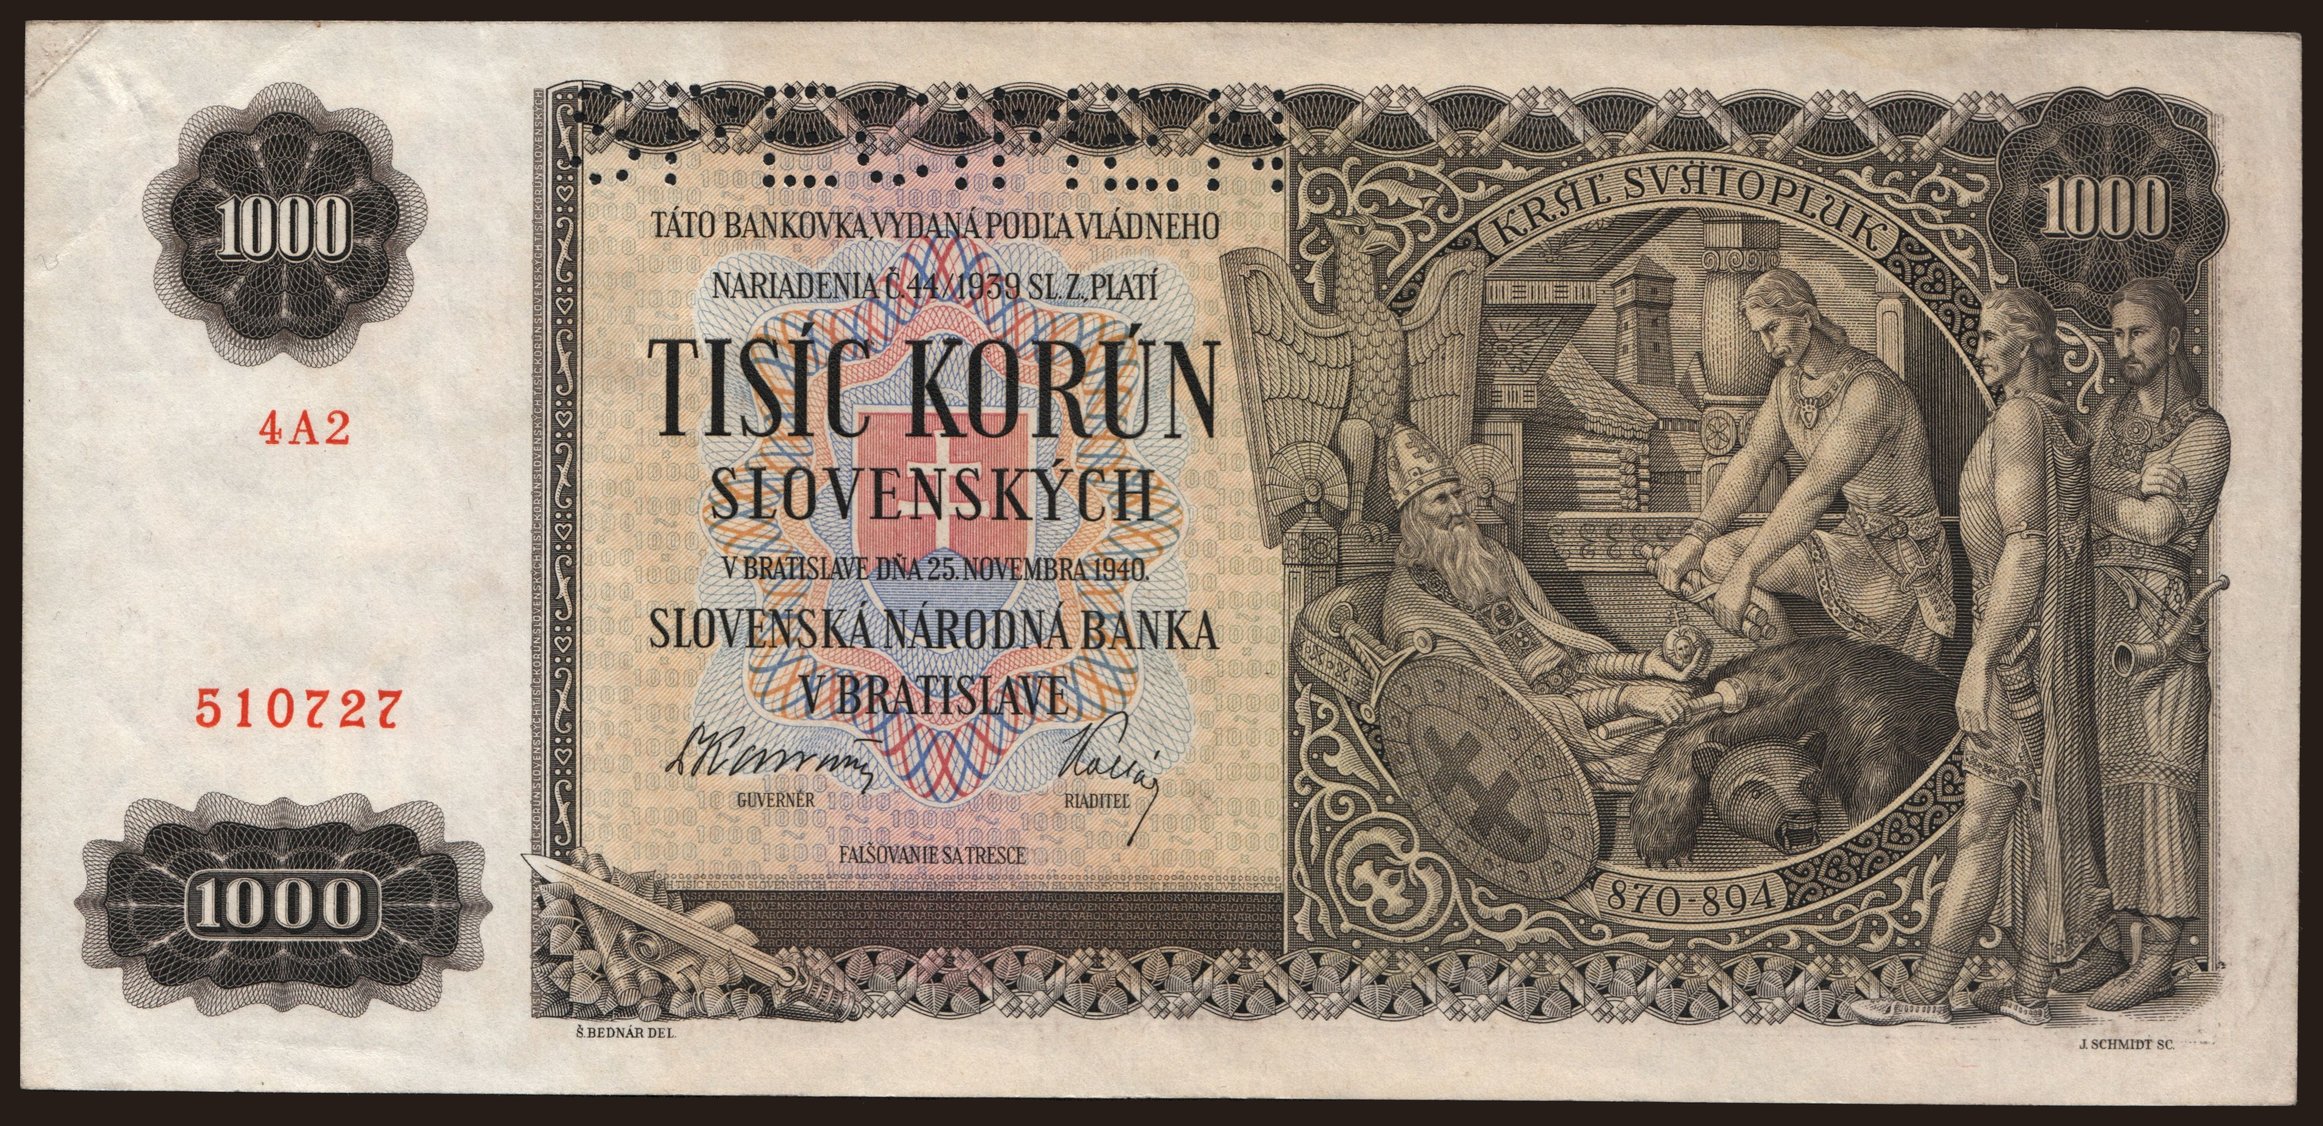 1000
4A2
510727
1000
TÁTO BANKOVKA, VYDANÁ PODĽA VLÁDNEHO
NARIADENIA Č. 44/1939 SL. Z., PLATÍ
TISÍC KORÚN
SLOVENSKÝCH
V BRATISLAVE DŇA 25. NOVEMBRA 1940.
SLOVENSKÁ NÁRODNÁ BANKA
V BRATISLAVE
GUVERNÉR
RIADITEĽ
FALŠOVANIE SA TRESCE
Š. BEDNÁR DEL.
KRÁĽ SVÄTOPLUK
1000
870-894
J. SCHMIDT SC.